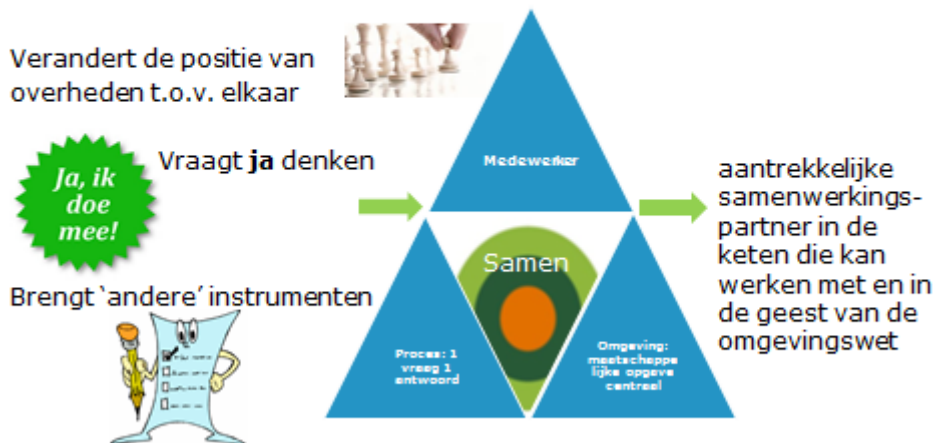 Verandert de positie van
overheden t.o.v. elkaar
Ja, ik
doe
mee!
Vraagt ja denken
Brengt ‘andere’ instrumenten
Medewerker
Samen
Proces: 1
vraag 1
antwoord
Omgeving:
maatschappe
lijke opgave
centraal
aantrekkelijke
samenwerkings-
partner in de
keten die kan
werken met en in
de geest van de
omgevingswet